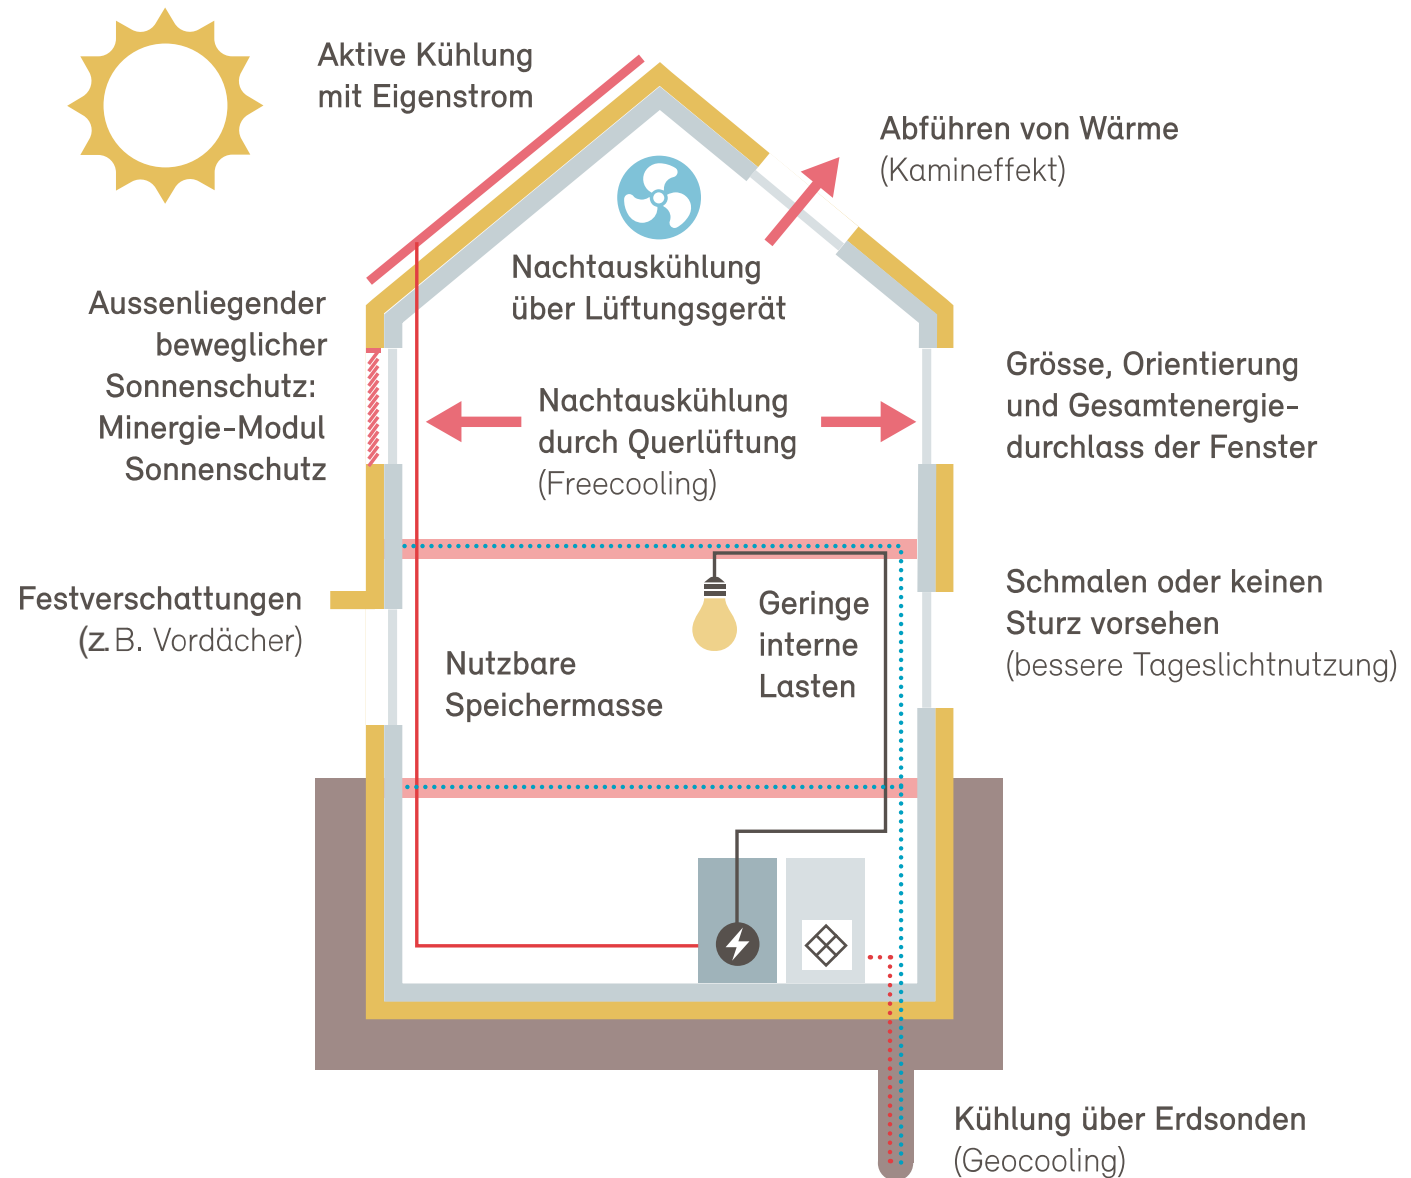 Aktive Kühlung
mit Eigenstrom
Abführen von Wärme
(Kamineffekt)
Nachtauskühlung
über Lüftungsgerät
Aussenliegender
beweglicher
Sonnenschutz:
Minergie-Modul
Sonnenschutz
Nachtauskühlung
durch Querlüftung
(Freecooling)
Grösse, Orientierung
und Gesamtenergie-
durchlass der Fenster
Festverschattungen
(z.B. Vordächer)
Nutzbare
Speichermasse
Geringe
interne
Lasten
Schmalen oder keinen
Sturz vorsehen
(bessere Tageslichtnutzung)
Kühlung über Erdsonden
(Geocooling)